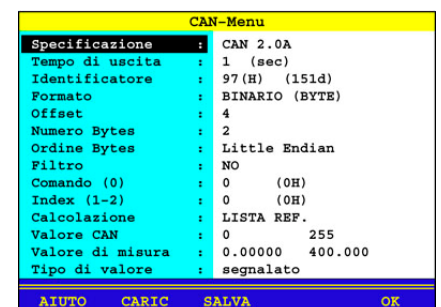 CAN-Menu
Specificazione : CAN 2.0A
Tempo di uscita : 1 (sec)
Identificatore : 97(H) (151d)
Formato : BINARIO (BYTE)
Offset : 4
Numero Bytes : 2
Ordine Bytes : Little Endian
Filtro : NO
Comando (0) : 0 (0H)
Index (1-2) : 0 (0H)
Calcolazione : LISTA REF.
Valore CAN : 0 255
Valore di misura : 0.00000 400.000
Tipo di valore : segnalato
AIUTO CARIC SALVA OK